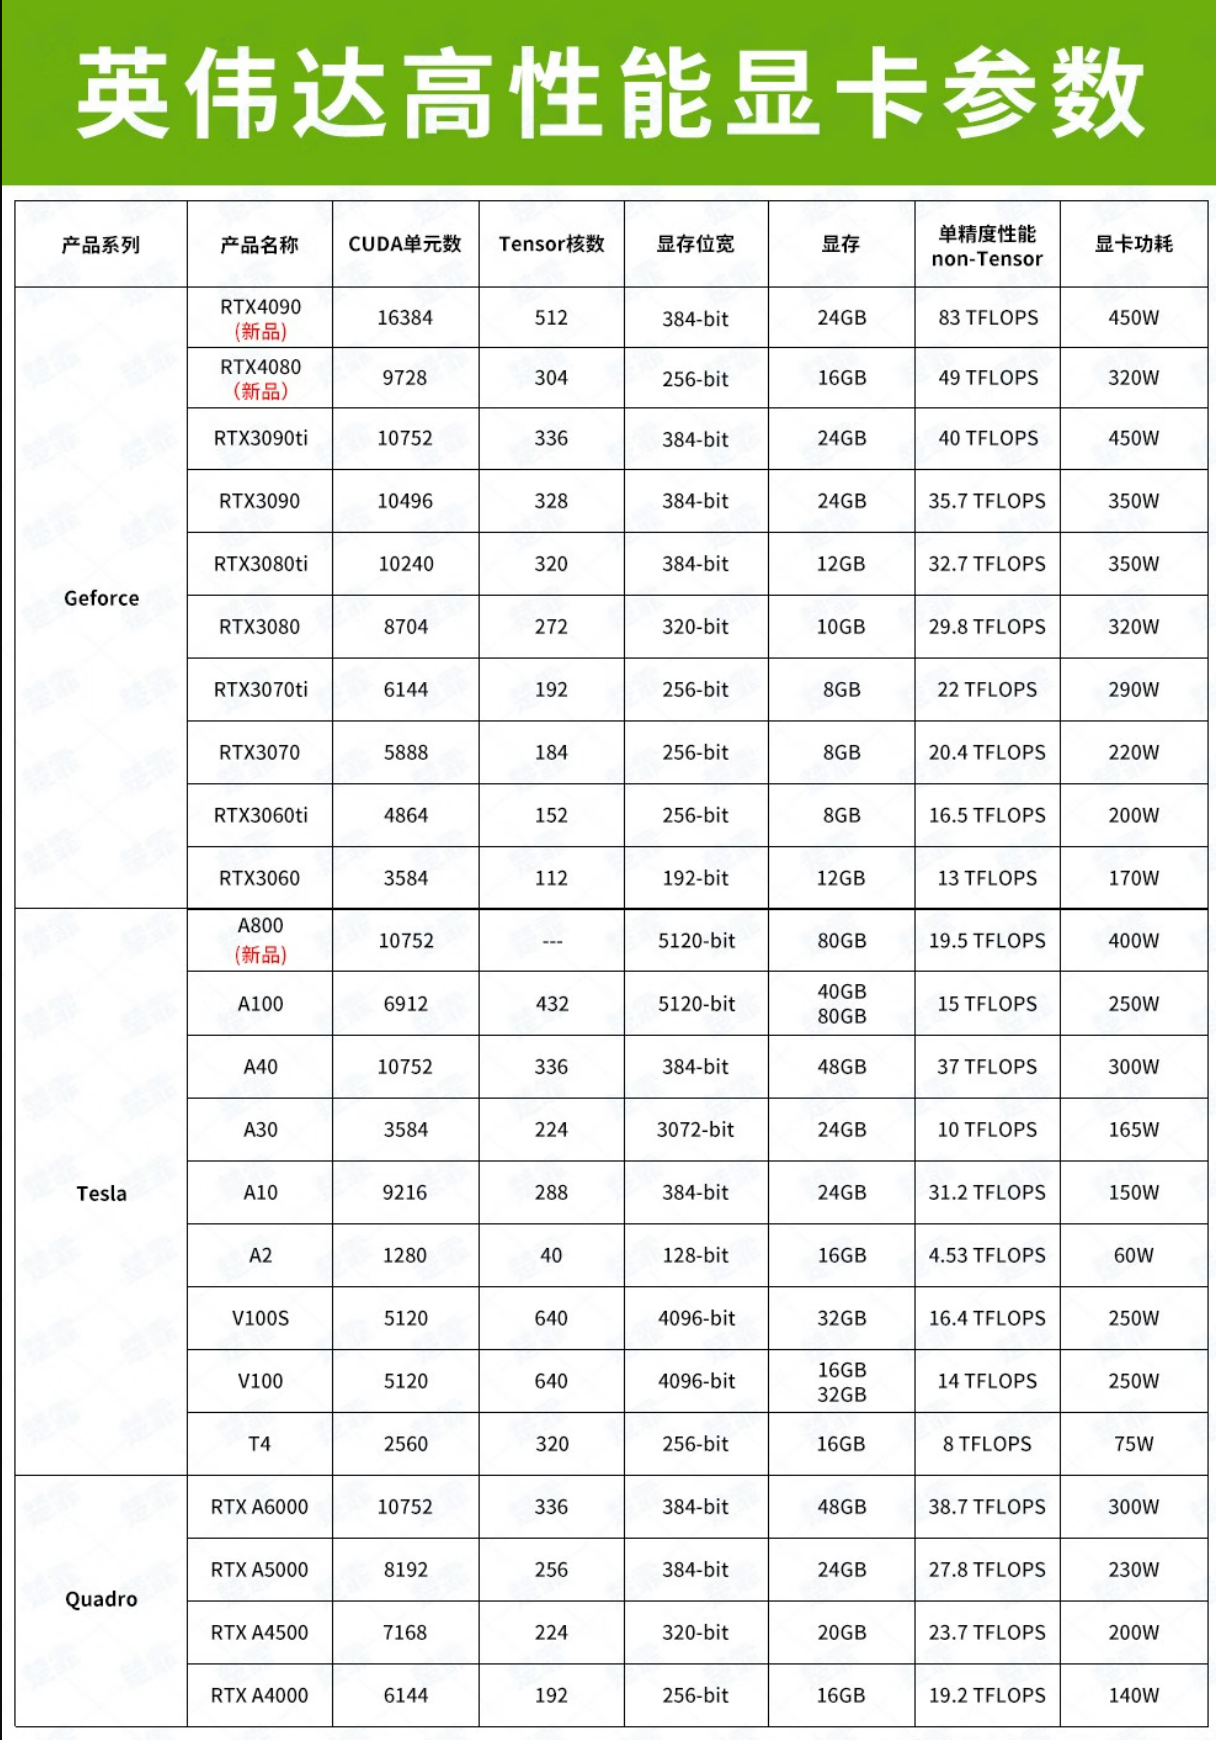 英伟达高性能显卡参数
产品系列 产品名称 CUDA单元数 Tensor核数 显存位宽 显存 单精度性能 non-Tensor 显卡功耗
Geforce
RTX4090 (新品) 16384 512 384-bit 24GB 83 TFLOPS 450W
RTX4080 （新品） 9728 304 256-bit 16GB 49 TFLOPS 320W
RTX3090ti 10752 336 384-bit 24GB 40 TFLOPS 450W
RTX3090 10496 328 384-bit 24GB 35.7 TFLOPS 350W
RTX3080ti 10240 320 384-bit 12GB 32.7 TFLOPS 350W
RTX3080 8704 272 320-bit 10GB 29.8 TFLOPS 320W
RTX3070ti 6144 192 256-bit 8GB 22 TFLOPS 290W
RTX3070 5888 184 256-bit 8GB 20.4 TFLOPS 220W
RTX3060ti 4864 152 256-bit 8GB 16.5 TFLOPS 200W
RTX3060 3584 112 192-bit 12GB 13 TFLOPS 170W
Tesla
A800 (新品) 10752 --- 5120-bit 80GB 19.5 TFLOPS 400W
A100 6912 432 5120-bit 40GB 80GB 15 TFLOPS 250W
A40 10752 336 384-bit 48GB 37 TFLOPS 300W
A30 3584 224 3072-bit 24GB 10 TFLOPS 165W
A10 9216 288 384-bit 24GB 31.2 TFLOPS 150W
A2 1280 40 128-bit 16GB 4.53 TFLOPS 60W
V100S 5120 640 4096-bit 32GB 16.4 TFLOPS 250W
V100 5120 640 4096-bit 16GB 32GB 14 TFLOPS 250W
T4 2560 320 256-bit 16GB 8 TFLOPS 75W
Quadro
RTX A6000 10752 336 384-bit 48GB 38.7 TFLOPS 300W
RTX A5000 8192 256 384-bit 24GB 27.8 TFLOPS 230W
RTX A4500 7168 224 320-bit 20GB 23.7 TFLOPS 200W
RTX A4000 6144 192 256-bit 16GB 19.2 TFLOPS 140W